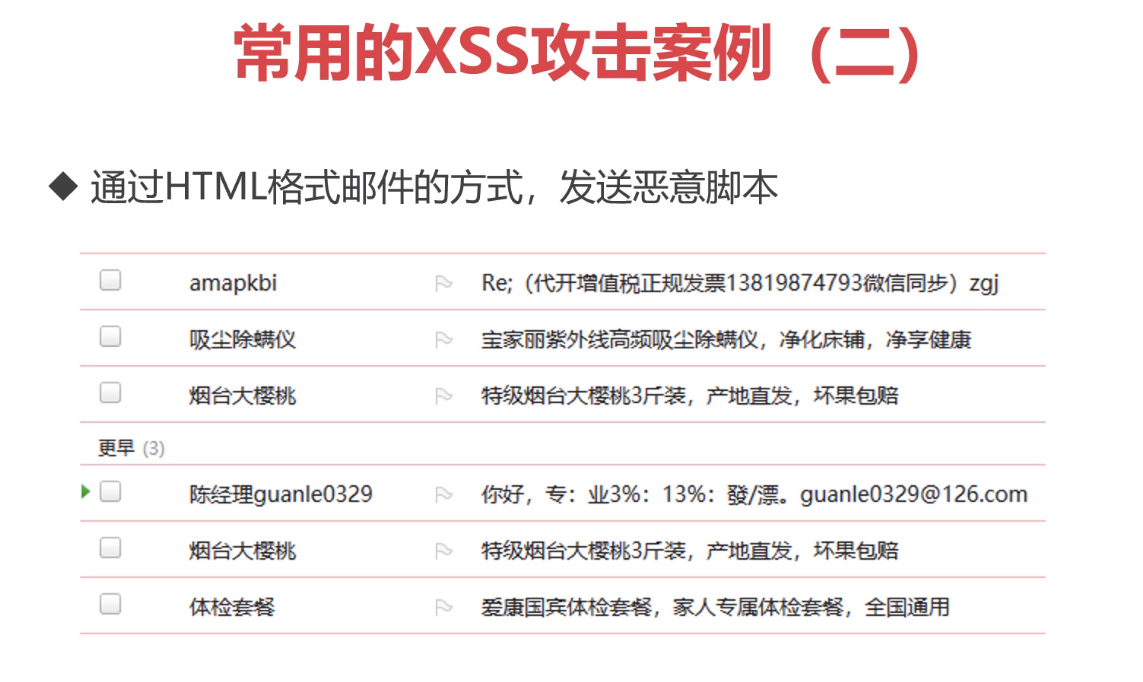 常用的XSS攻击案例（二）
◆ 通过HTML格式邮件的方式，发送恶意脚本
amapkbi Re;（代开增值税正规发票13819874793微信同步）zgj
吸尘除螨仪 宝家丽紫外线高频吸尘除螨仪，净化床铺，净享健康
烟台大樱桃 特级烟台大樱桃3斤装，产地直发，坏果包赔
更早 (3)
陈经理guanle0329 你好，专：业3%：13%：發/漂。guanle0329@126.com
烟台大樱桃 特级烟台大樱桃3斤装，产地直发，坏果包赔
体检套餐 爱康国宾体检套餐，家人专属体检套餐，全国通用